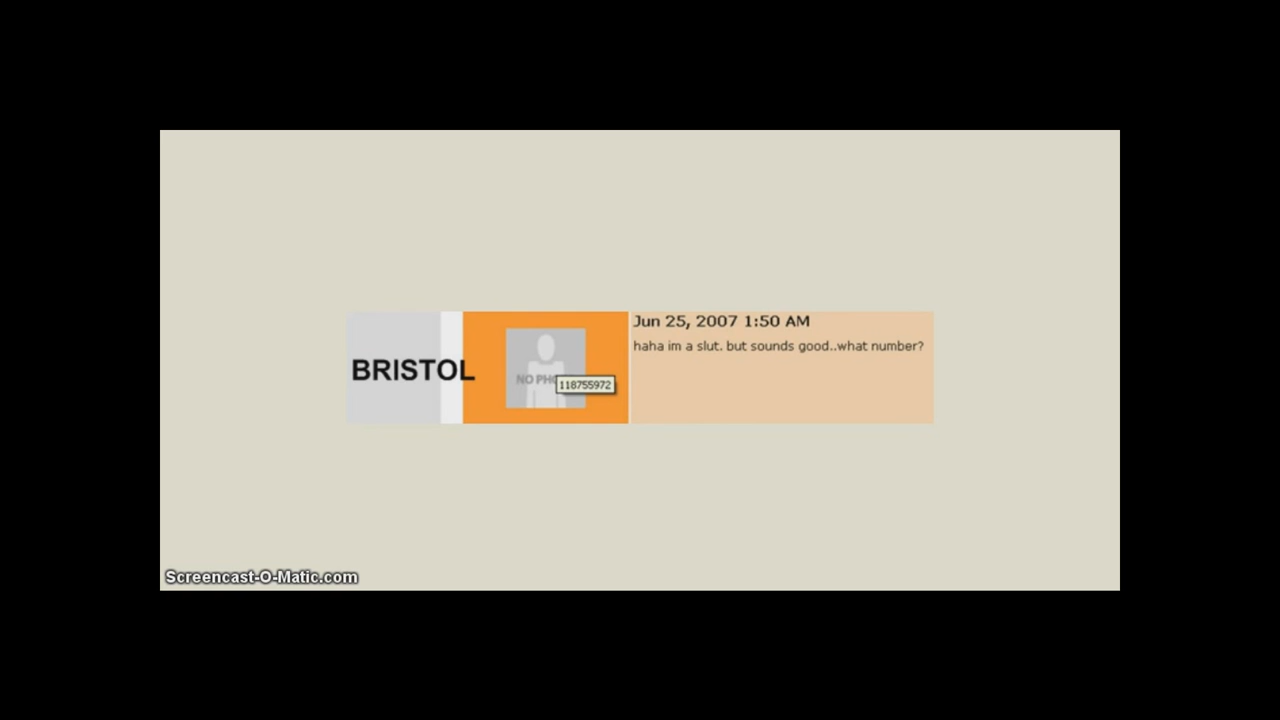 Jun 25, 2007 1:50 AM
haha im a slut. but sounds good..what number?
BRISTOL
NO PHO
118755972
Screencast-O-Matic.com